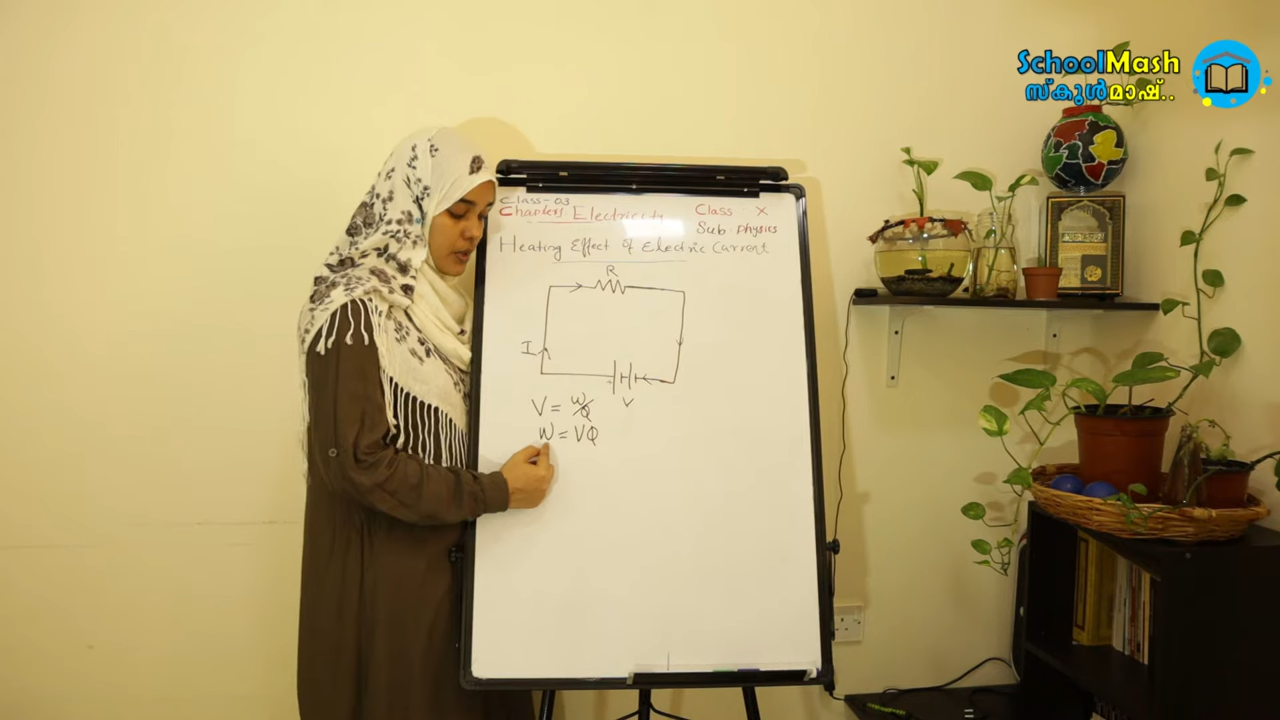 SchoolMash
സ്കൂൾമാഷ്..
Class-03
Chapter: Electricity
Class X
Sub. Physics
Heating Effect of Electric Current
R
I
+
V
V = W/Q
W = VQ